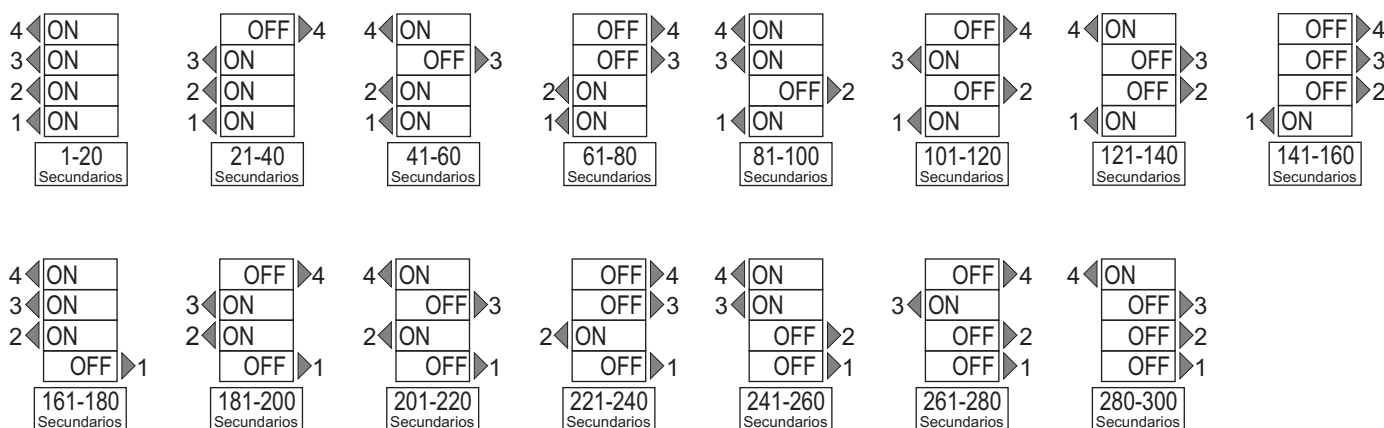 4 ON OFF 4 4 ON OFF 4 4 ON OFF 4 4 ON OFF 4
3 ON 3 ON OFF 3 OFF 3 3 ON 3 ON OFF 3 OFF 3
2 ON 2 ON 2 ON 2 ON OFF 2 OFF 2 OFF 2 OFF 2
1 ON 1 ON 1 ON 1 ON 1 ON 1 ON 1 ON 1 ON
1-20 21-40 41-60 61-80 81-100 101-120 121-140 141-160
Secundarios Secundarios Secundarios Secundarios Secundarios Secundarios Secundarios Secundarios
4 ON OFF 4 4 ON OFF 4 4 ON OFF 4 4 ON
3 ON 3 ON OFF 3 OFF 3 3 ON 3 ON OFF 3
2 ON 2 ON 2 ON 2 ON OFF 2 OFF 2 OFF 2
OFF 1 OFF 1 OFF 1 OFF 1 OFF 1 OFF 1 OFF 1
161-180 181-200 201-220 221-240 241-260 261-280 280-300
Secundarios Secundarios Secundarios Secundarios Secundarios Secundarios Secundarios